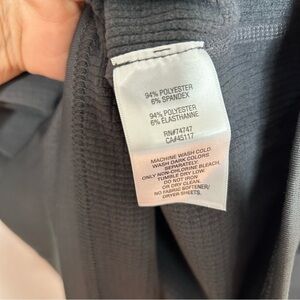 94% POLYESTER
6% SPANDEX
94% POLYESTER
6% ELASTHANNE
RN#74747
CA#45117
MACHINE WASH COLD.
WASH DARK COLORS
SEPARATELY.
ONLY NON-CHLORINE BLEACH.
TUMBLE DRY LOW.
DO NOT IRON
OR DRY CLEAN.
NO FABRIC SOFTENER/
DRYER SHEETS.